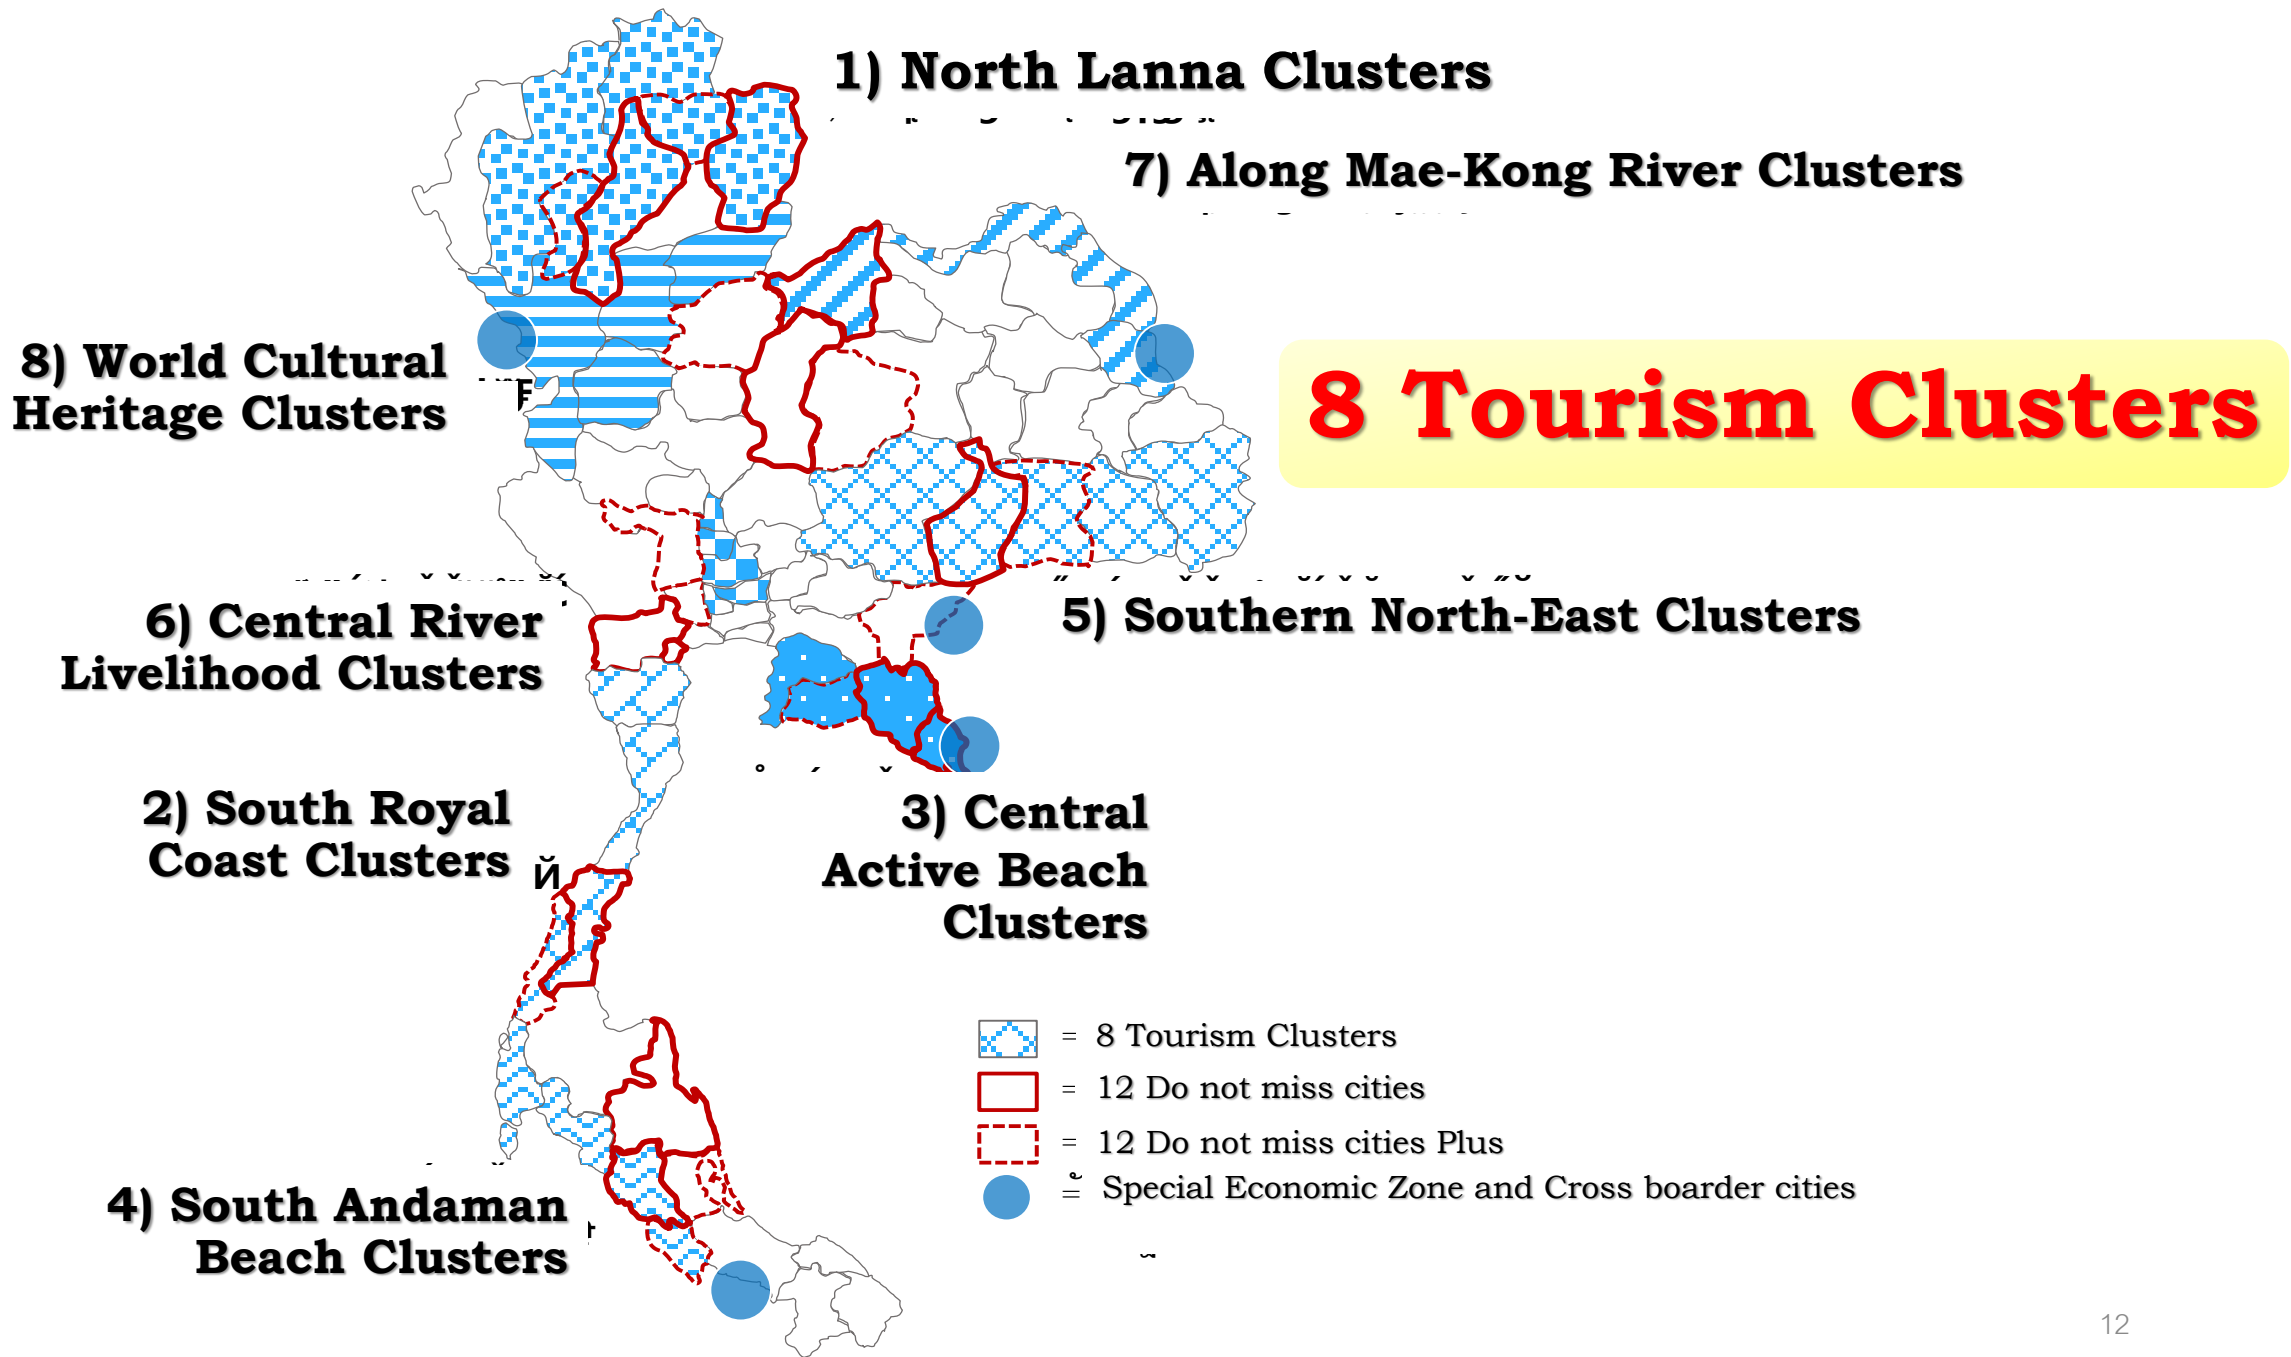 1) North Lanna Clusters
7) Along Mae-Kong River Clusters
8) World Cultural
Heritage Clusters
8 Tourism Clusters
6) Central River
Livelihood Clusters
5) Southern North-East Clusters
2) South Royal
Coast Clusters
3) Central
Active Beach
Clusters
4) South Andaman
Beach Clusters
= 8 Tourism Clusters
= 12 Do not miss cities
= 12 Do not miss cities Plus
= Special Economic Zone and Cross boarder cities
12